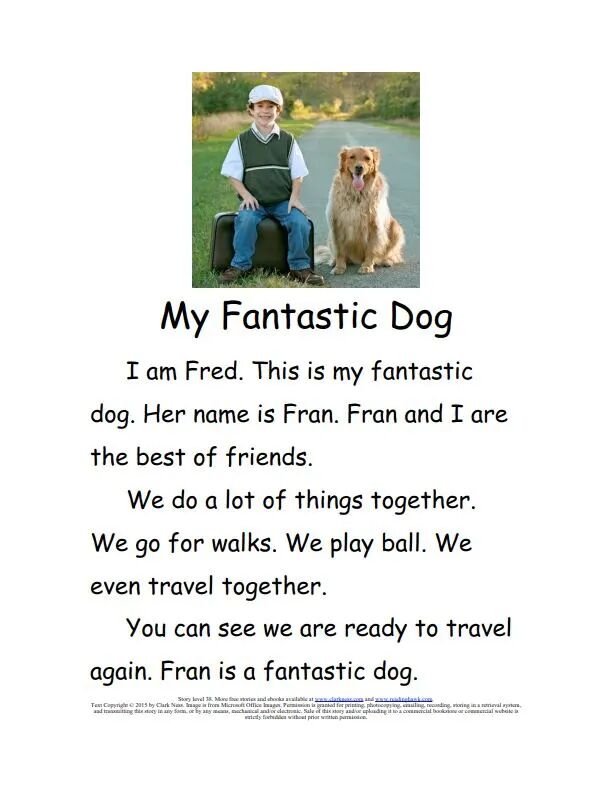 My Fantastic Dog
I am Fred. This is my fantastic
dog. Her name is Fran. Fran and I are
the best of friends.
We do a lot of things together.
We go for walks. We play ball. We
even travel together.
You can see we are ready to travel
again. Fran is a fantastic dog.
Story level 38. More free stories and ebooks available at www.clarkness.com and www.readinghawk.com.
Text Copyright © 2015 by Clark Ness. Image is from Microsoft Office Images. Permission is granted for printing, photocopying, emailing, recording, storing in a retrieval system,
and transmitting this story in any form, or by any means, mechanical and/or electronic. Sale of this story and/or uploading it to a commercial bookstore or commercial website is
strictly forbidden without prior written permission.